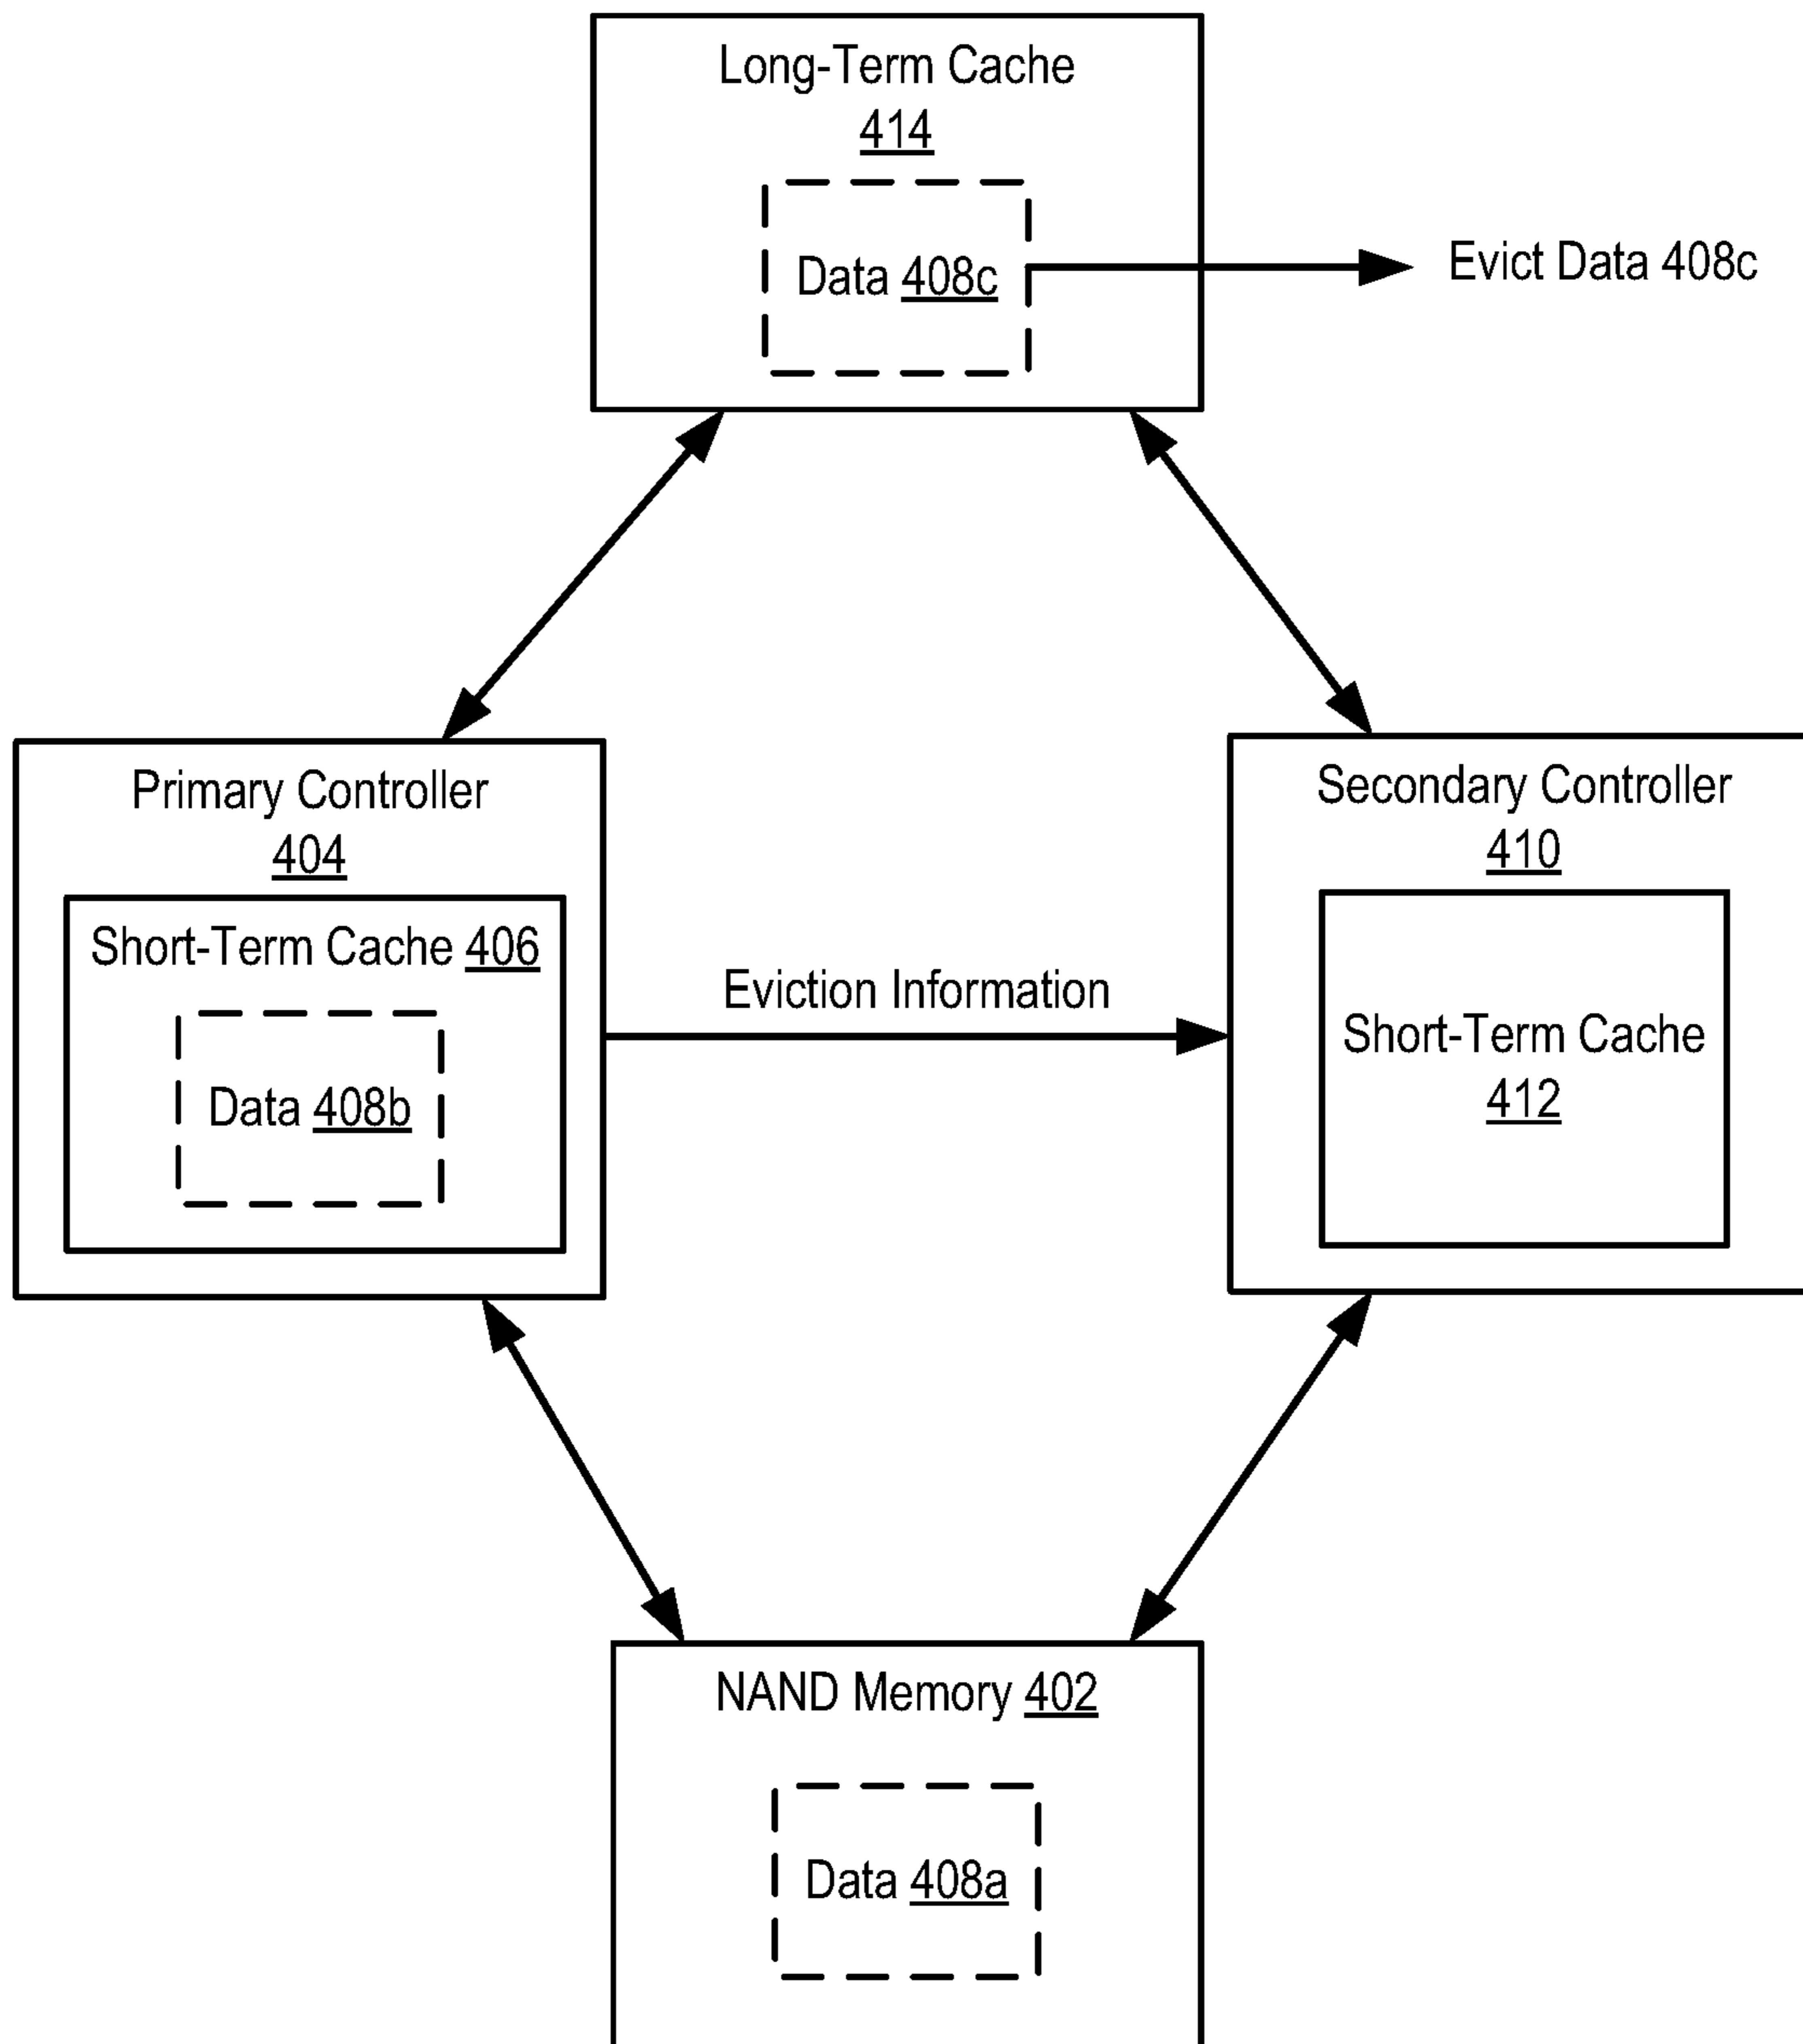 Long-Term Cache
414
Data 408c
Evict Data 408c
Primary Controller
404
Short-Term Cache 406
Data 408b
Eviction Information
Secondary Controller
410
Short-Term Cache
412
NAND Memory 402
Data 408a